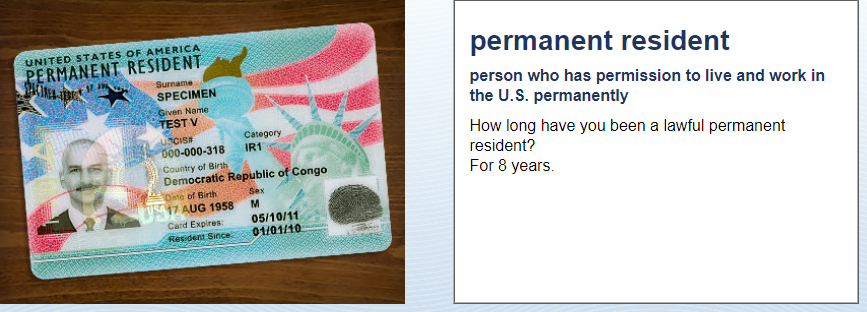 UNITED STATES OF AMERICA
PERMANENT RESIDENT
Surname
SPECIMEN
Given Name
TEST V
USCIS#
000-000-318
Category
IR1
Country of Birth
Democratic Republic of Congo
Date of Birth
17 AUG 1958
Sex
M
Card Expires:
05/10/11
Resident Since:
01/01/10
permanent resident
person who has permission to live and work in
the U.S. permanently
How long have you been a lawful permanent
resident?
For 8 years.